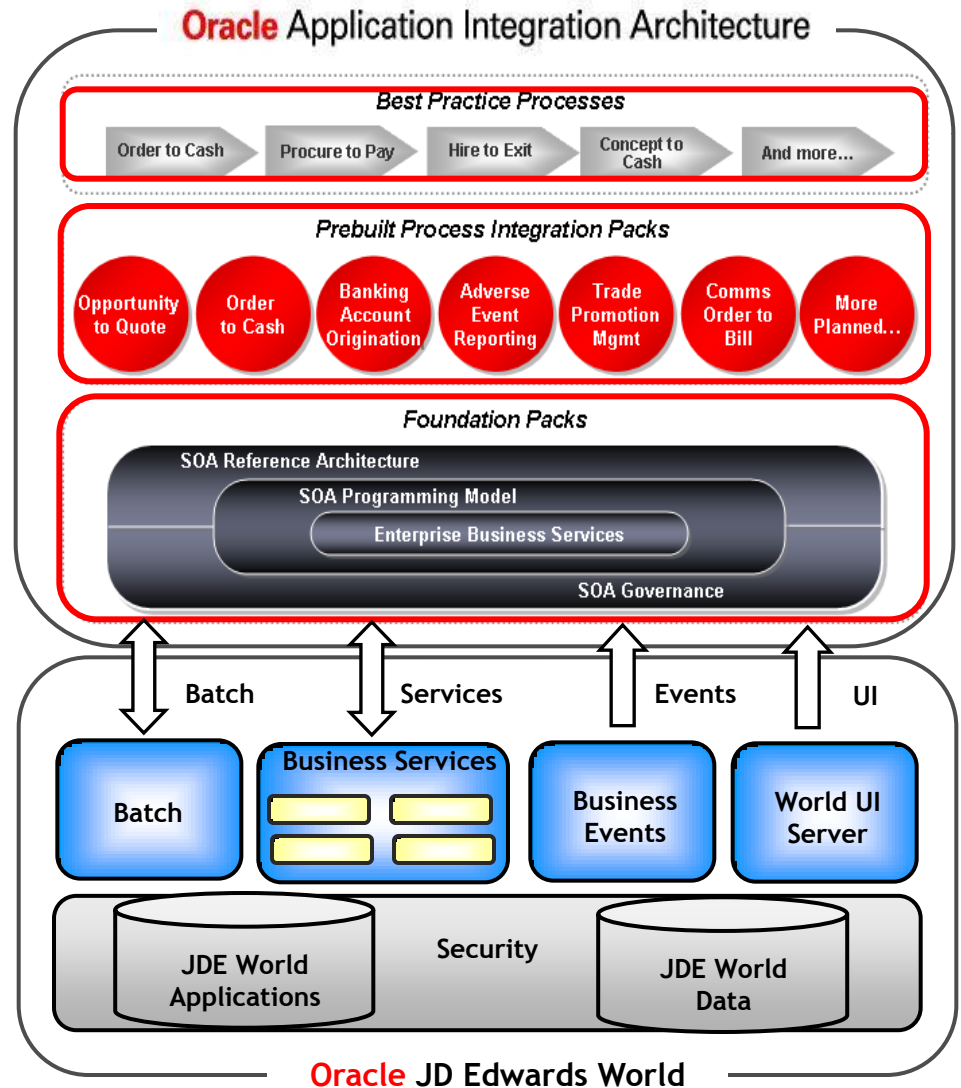 Oracle Application Integration Architecture
Best Practice Processes
Order to Cash
Procure to Pay
Hire to Exit
Concept to
Cash
And more...
Prebuilt Process Integration Packs
Opportunity
to Quote
Order
to Cash
Banking
Account
Origination
Adverse
Event
Reporting
Trade
Promotion
Mgmt
Comms
Order to
Bill
More
Planned...
Foundation Packs
SOA Reference Architecture
SOA Programming Model
Enterprise Business Services
SOA Governance
Batch
Services
Events
UI
Batch
Business Services
Business
Events
World UI
Server
Security
JDE World
Applications
JDE World
Data
Oracle JD Edwards World